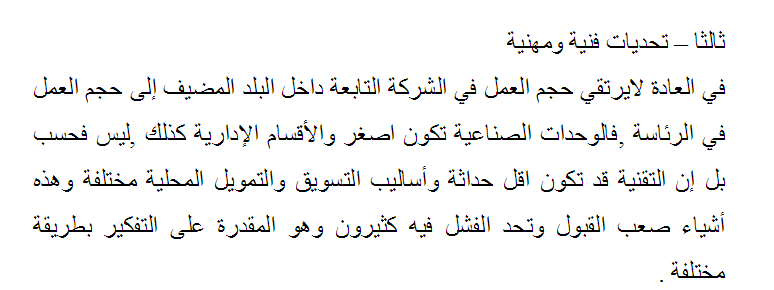 ثالثا – تحديات فنية ومهنية
في العادة لايرتقي حجم العمل في الشركة التابعة داخل البلد المضيف إلى حجم العمل
في الرئاسة ,فالوحدات الصناعية تكون اصغر والأقسام الإدارية كذلك ,ليس فحسب
بل إن التقنية قد تكون اقل حداثة وأساليب التسويق والتمويل المحلية مختلفة وهذه
أشياء صعب القبول وتحد الفشل فيه كثيرون وهو المقدرة على التفكير بطريقة
مختلفة .